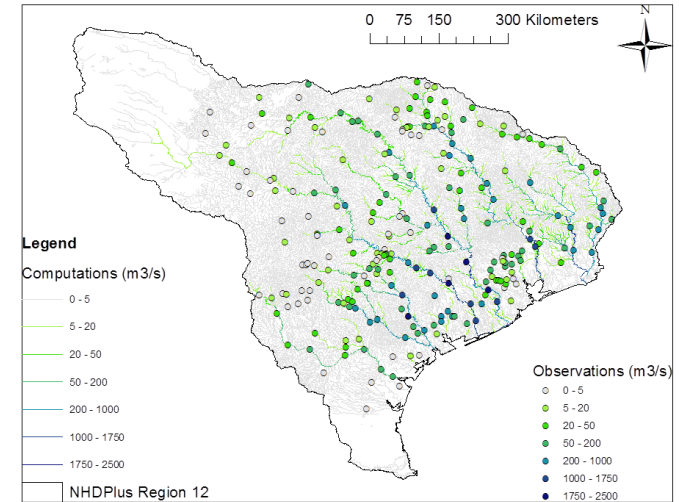 N
0 75 150 300 Kilometers
Legend
Computations (m3/s)
0 - 5
5 - 20
20 - 50
50 - 200
200 - 1000
1000 - 1750
1750 - 2500
NHDPlus Region 12
Observations (m3/s)
0 - 5
5 - 20
20 - 50
50 - 200
200 - 1000
1000 - 1750
1750 - 2500